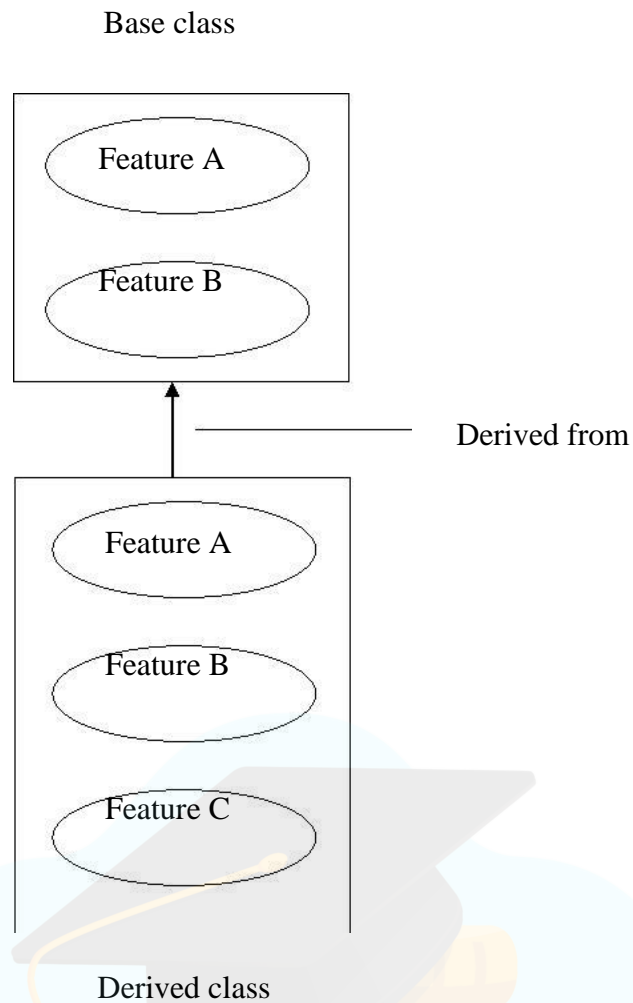 Base class
Feature A
Feature B
Derived from
Feature A
Feature B
Feature C
Derived class